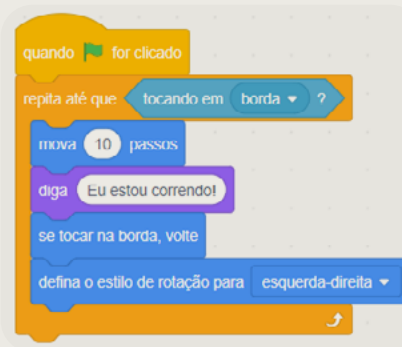 quando for clicado
repita até que tocando em borda ?
mova 10 passos
diga Eu estou correndo!
se tocar na borda, volte
defina o estilo de rotação para esquerda-direita